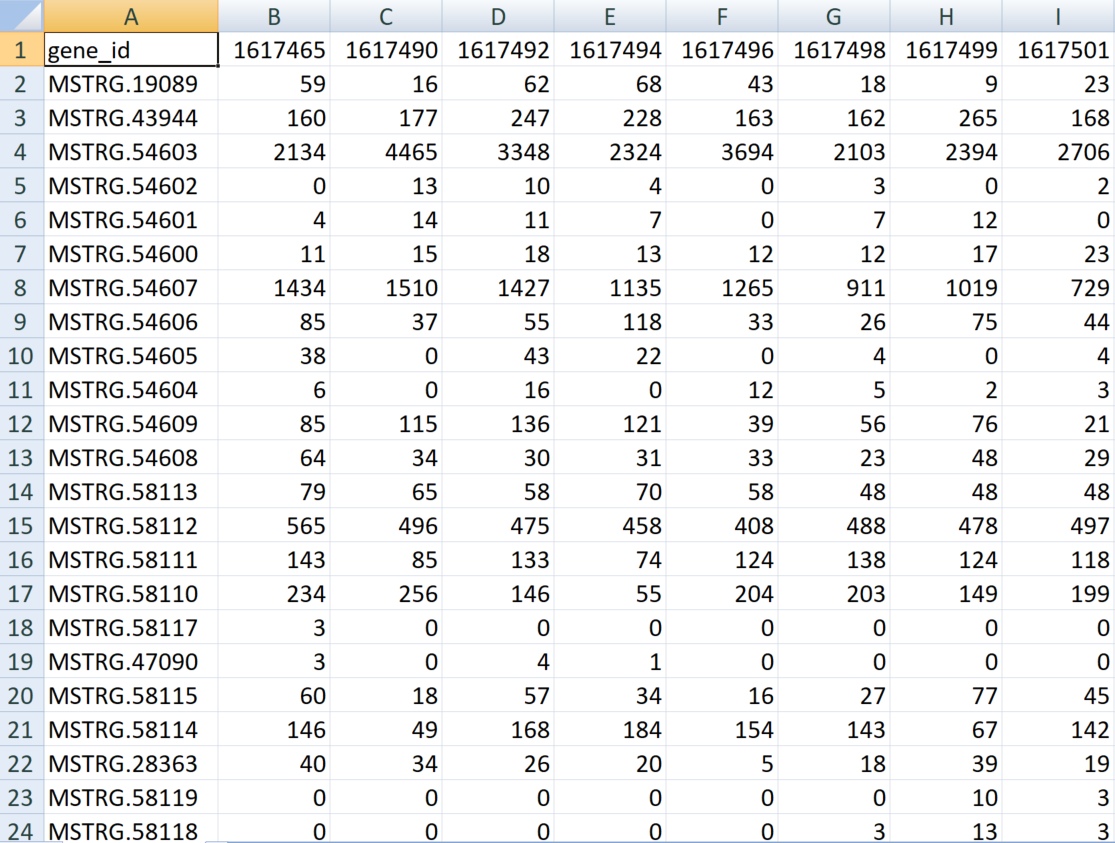 A B C D E F G H I
1 gene_id 1617465 1617490 1617492 1617494 1617496 1617498 1617499 1617501
2 MSTRG.19089 59 16 62 68 43 18 9 23
3 MSTRG.43944 160 177 247 228 163 162 265 168
4 MSTRG.54603 2134 4465 3348 2324 3694 2103 2394 2706
5 MSTRG.54602 0 13 10 4 0 3 0 2
6 MSTRG.54601 4 14 11 7 0 7 12 0
7 MSTRG.54600 11 15 18 13 12 12 17 23
8 MSTRG.54607 1434 1510 1427 1135 1265 911 1019 729
9 MSTRG.54606 85 37 55 118 33 26 75 44
10 MSTRG.54605 38 0 43 22 0 4 0 4
11 MSTRG.54604 6 0 16 0 12 5 2 3
12 MSTRG.54609 85 115 136 121 39 56 76 21
13 MSTRG.54608 64 34 30 31 33 23 48 29
14 MSTRG.58113 79 65 58 70 58 48 48 48
15 MSTRG.58112 565 496 475 458 408 488 478 497
16 MSTRG.58111 143 85 133 74 124 138 124 118
17 MSTRG.58110 234 256 146 55 204 203 149 199
18 MSTRG.58117 3 0 0 0 0 0 0 0
19 MSTRG.47090 3 0 4 1 0 0 0 0
20 MSTRG.58115 60 18 57 34 16 27 77 45
21 MSTRG.58114 146 49 168 184 154 143 67 142
22 MSTRG.28363 40 34 26 20 5 18 39 19
23 MSTRG.58119 0 0 0 0 0 0 10 3
24 MSTRG.58118 0 0 0 0 0 3 13 3